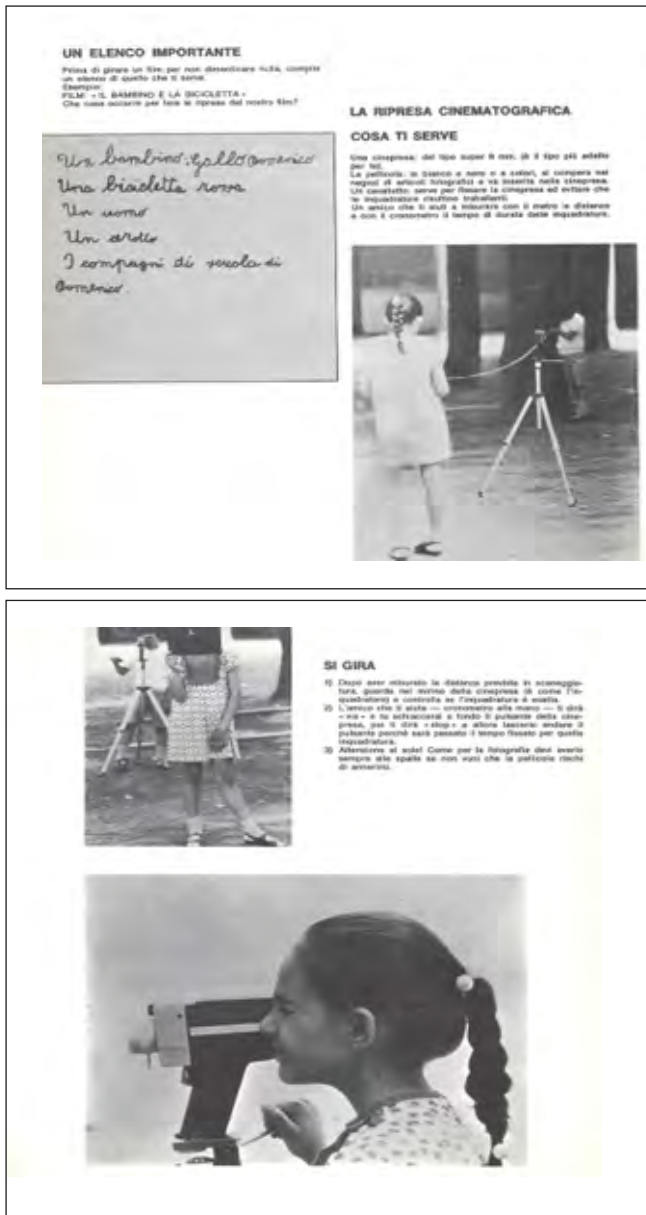 UN ELENCO IMPORTANTE
Prima di girare un film per non dimenticare nulla, compila
un elenco di quello che ti serve.
Esempio:
FILM: « IL BAMBINO E LA BICICLETTA »
Che cosa occorre per fare le riprese del nostro film?
Un bambino: Gallo Domenico
Una bicicletta nuova
Un uomo
Un
I compagni di scuola di
Domenico.
LA RIPRESA CINEMATOGRAFICA
COSA TI SERVE
Una cinepresa: del tipo super 8 mm. (è il tipo più adatto
per te).
La pellicola: in bianco e nero o a colori, si compera nei
negozi di articoli fotografici e va inserita nella cinepresa.
Un cavalletto: serve per fissare la cinepresa ed evitare che
le inquadrature risultino traballanti.
Un amico che ti aiuti a misurare con il metro le distanze
e con il cronometro il tempo di durata delle inquadrature.
SI GIRA
1) Dopo aver misurato la distanza prevista in sceneggia-
tura, guarda nel mirino della cinepresa (è come l'in-
quadratore) e controlla se l'inquadratura è esatta.
2) L'amico che ti aiuta — cronometro alla mano — ti dirà
« via » e tu schiaccerai a fondo il pulsante della cine-
presa, poi ti dirà « stop » e allora lascerai andare il
pulsante perché sarà passato il tempo fissato per quella
inquadratura.
3) Attenzione al sole! Come per la fotografia devi averlo
sempre alle spalle se non vuoi che la pellicola rischi
di annerirsi.